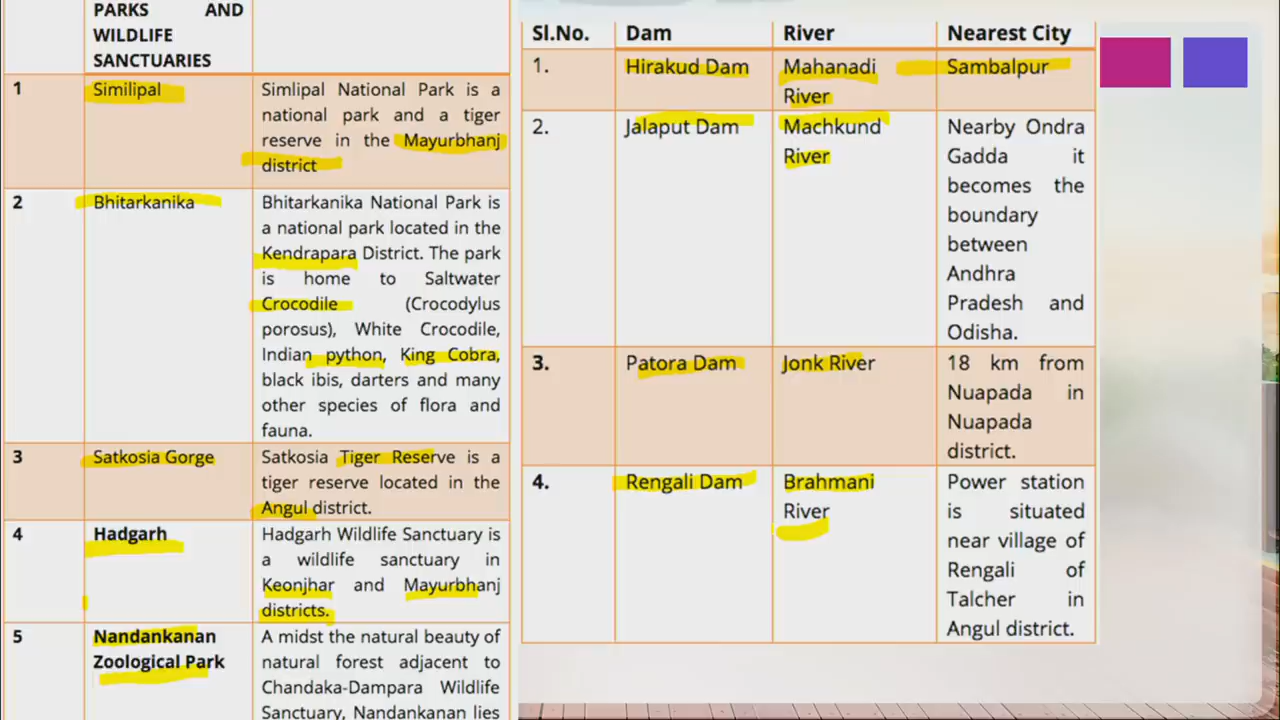 PARKS AND
WILDLIFE
SANCTUARIES
1
Similipal
Simlipal National Park is a
national park and a tiger
reserve in the Mayurbhanj
district
2
Bhitarkanika
Bhitarkanika National Park is
a national park located in the
Kendrapara District. The park
is home to Saltwater
Crocodile (Crocodylus
porosus), White Crocodile,
Indian python, King Cobra,
black ibis, darters and many
other species of flora and
fauna.
3
Satkosia Gorge
Satkosia Tiger Reserve is a
tiger reserve located in the
Angul district.
4
Hadgarh
Hadgarh Wildlife Sanctuary is
a wildlife sanctuary in
Keonjhar and Mayurbhanj
districts.
5
Nandankanan
Zoological Park
A midst the natural beauty of
natural forest adjacent to
Chandaka-Dampara Wildlife
Sanctuary, Nandankanan lies
Sl.No. Dam River Nearest City
1.
Hirakud Dam
Mahanadi
River
Sambalpur
2.
Jalaput Dam
Machkund
River
Nearby Ondra
Gadda it
becomes the
boundary
between
Andhra
Pradesh and
Odisha.
3.
Patora Dam
Jonk River
18 km from
Nuapada in
Nuapada
district.
4.
Rengali Dam
Brahmani
River
Power station
is situated
near village of
Rengali of
Talcher in
Angul district.